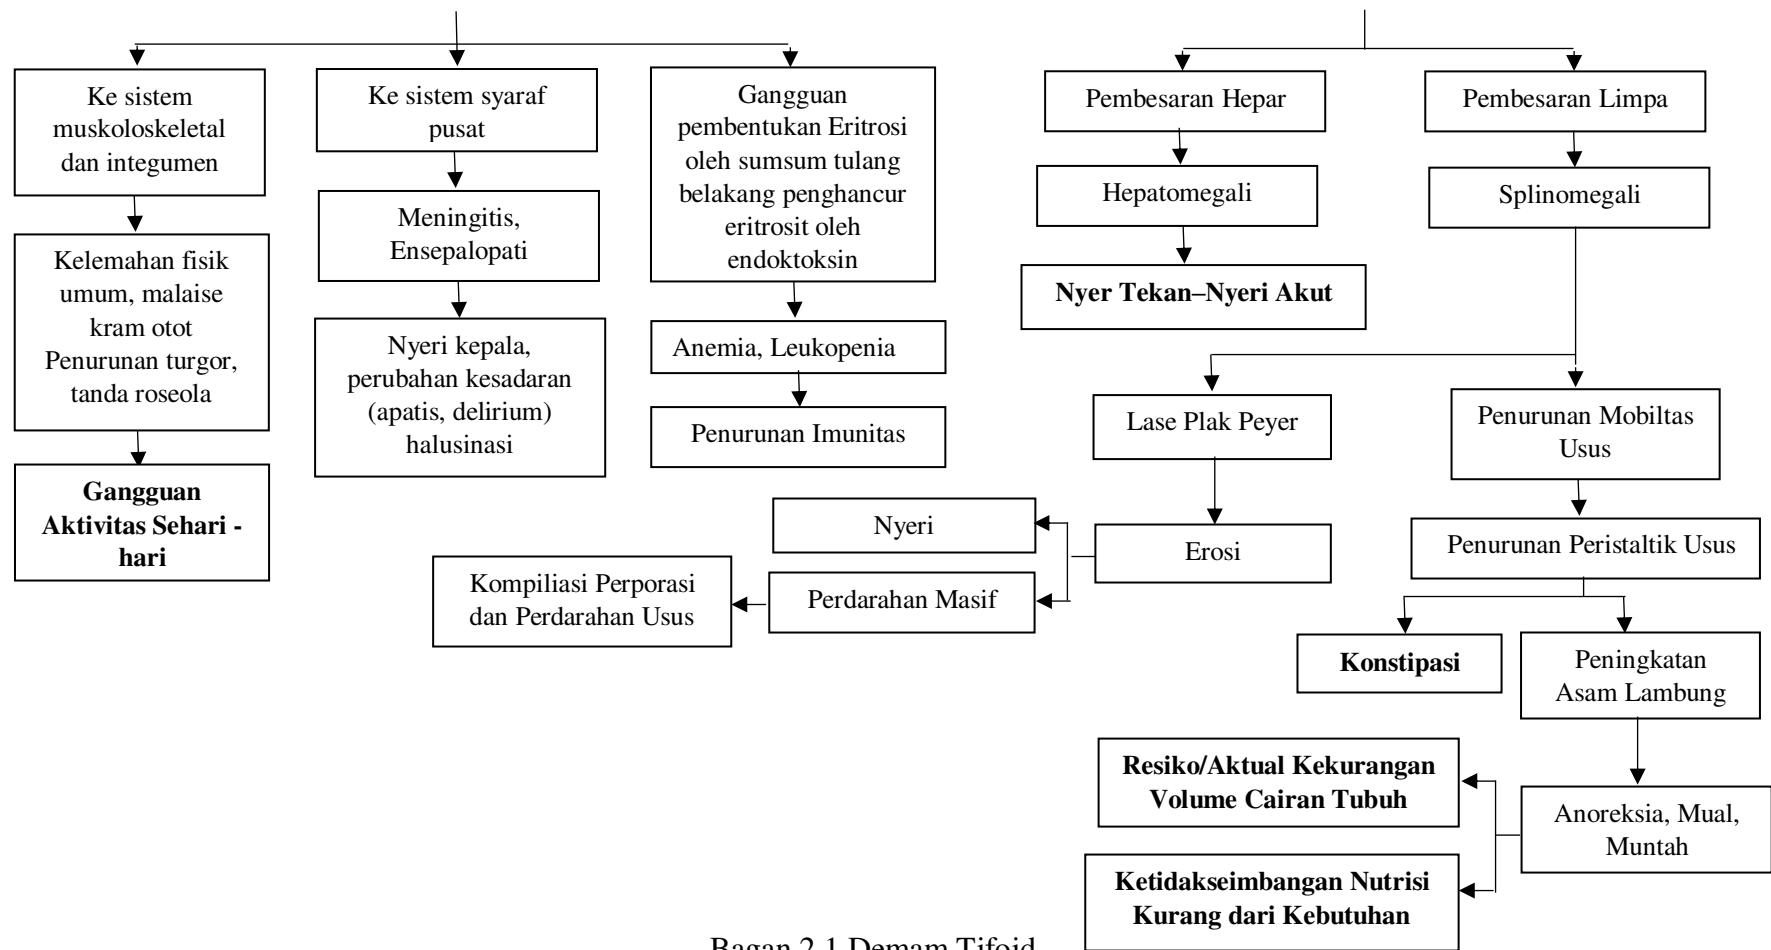 Ke sistem
muskoloskeletal
dan integumen
Ke sistem syaraf
pusat
Gangguan
pembentukan Eritrosi
oleh sumsum tulang
belakang penghancur
eritrosit oleh
endoktoksin
Pembesaran Hepar
Pembesaran Limpa
Meningitis,
Ensepalopati
Hepatomegali
Splinomegali
Kelemahan fisik
umum, malaise
kram otot
Penurunan turgor,
tanda roseola
Nyer Tekan–Nyeri Akut
Nyeri kepala,
perubahan kesadaran
(apatis, delirium)
halusinasi
Anemia, Leukopenia
Penurunan Imunitas
Lase Plak Peyer
Penurunan Mobiltas
Usus
Gangguan
Aktivitas Sehari -
hari
Nyeri
Erosi
Penurunan Peristaltik Usus
Kompiliasi Perporasi
dan Perdarahan Usus
Perdarahan Masif
Konstipasi
Peningkatan
Asam Lambung
Resiko/Aktual Kekurangan
Volume Cairan Tubuh
Anoreksia, Mual,
Muntah
Ketidakseimbangan Nutrisi
Kurang dari Kebutuhan
Bagan 2.1 Demam Tifoid